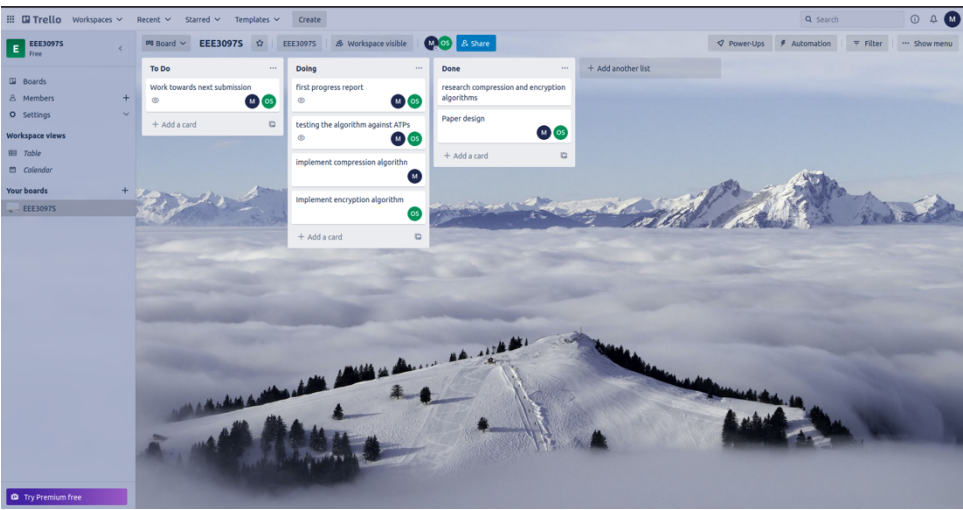 Trello Workspaces Recent Starred Templates Create Search M
E EEE3097S
Free
EEE3097S EEE3097S Workspace visible M OS Share
Board
Power-Ups Automation Filter Show menu
Boards
Members
Settings
Workspace views
Table
Calendar
Your boards
EEE3097S
Try Premium free
To Do
Work towards next submission
M OS
+ Add a card
Doing
first progress report
M OS
testing the algorithm against ATPs
M OS
implement compression algorithn
M
Implement encryption algorithm
OS
+ Add a card
Done
research compression and encryption
algorithms
Paper design
M OS
+ Add a card
+ Add another list